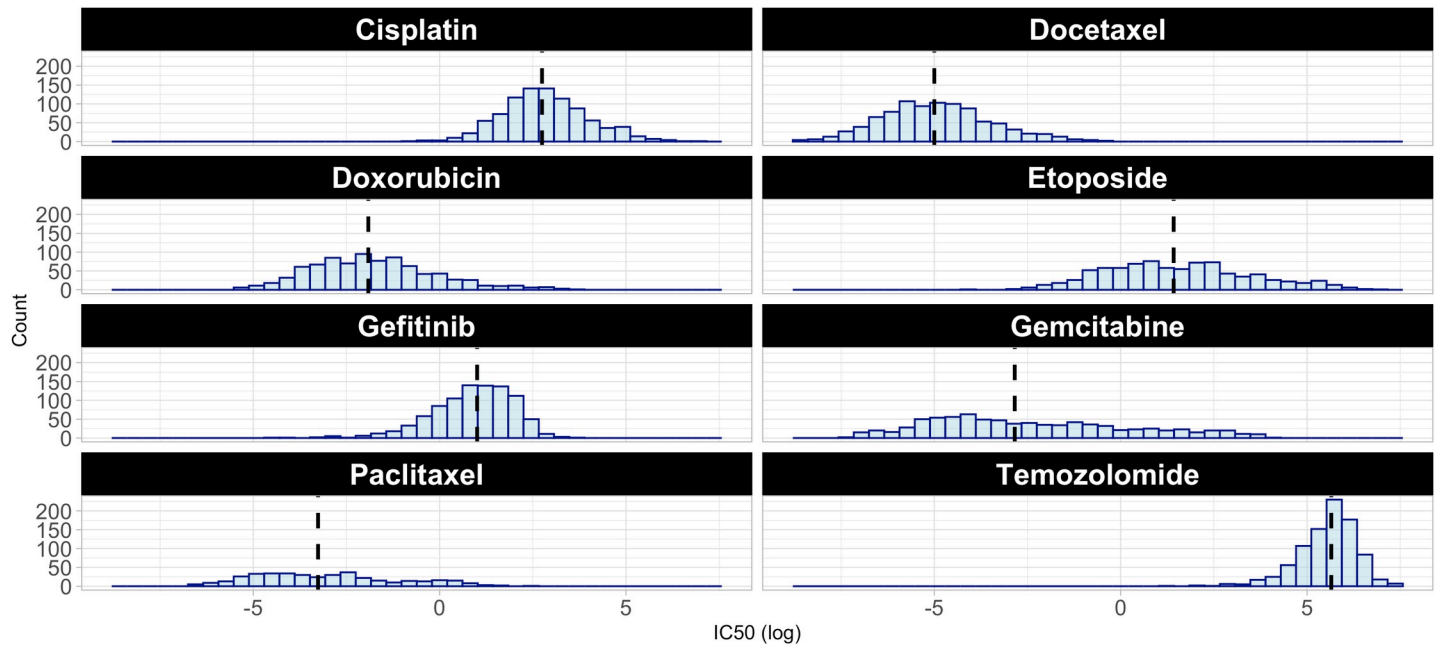 Cisplatin
Docetaxel
200
150
100
50
0
Doxorubicin
Etoposide
200
150
100
50
0
Count
Gefitinib
Gemcitabine
200
150
100
50
0
Paclitaxel
Temozolomide
200
150
100
50
0
-5 0 5 -5 0 5
IC50 (log)